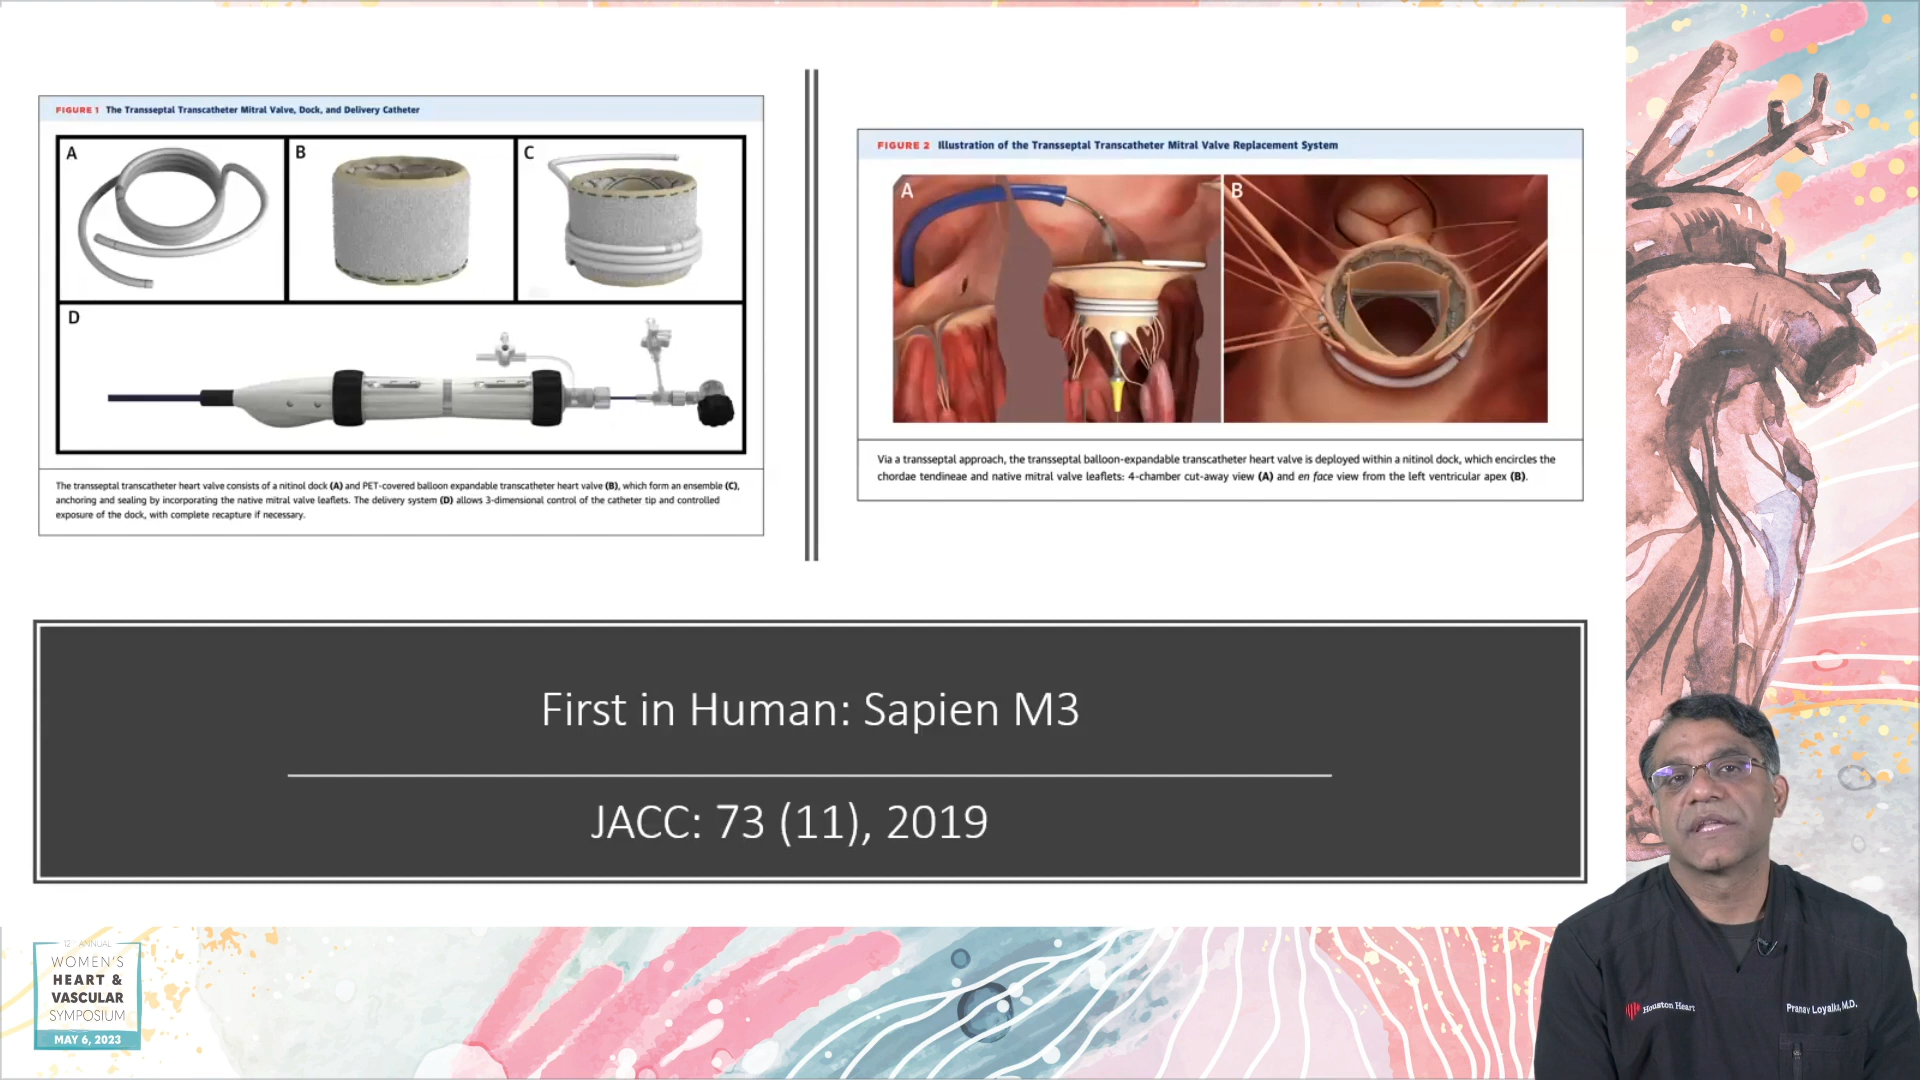 FIGURE 1 The Transseptal Transcatheter Mitral Valve, Dock, and Delivery Catheter
A
B
C
D
The transseptal transcatheter heart valve consists of a nitinol dock (A) and PET-covered balloon expandable transcatheter heart valve (B), which form an ensemble (C),
anchoring and sealing by incorporating the native mitral valve leaflets. The delivery system (D) allows 3-dimensional control of the catheter tip and controlled
exposure of the dock, with complete recapture if necessary.
FIGURE 2 Illustration of the Transseptal Transcatheter Mitral Valve Replacement System
A
B
Via a transseptal approach, the transseptal balloon-expandable transcatheter heart valve is deployed within a nitinol dock, which encircles the
chordae tendineae and native mitral valve leaflets: 4-chamber cut-away view (A) and en face view from the left ventricular apex (B).
First in Human: Sapien M3
JACC: 73 (11), 2019
12TH ANNUAL
WOMEN'S
HEART &
VASCULAR
SYMPOSIUM
MAY 6, 2023
Houston Heart
Pranav Loyalka, M.D.